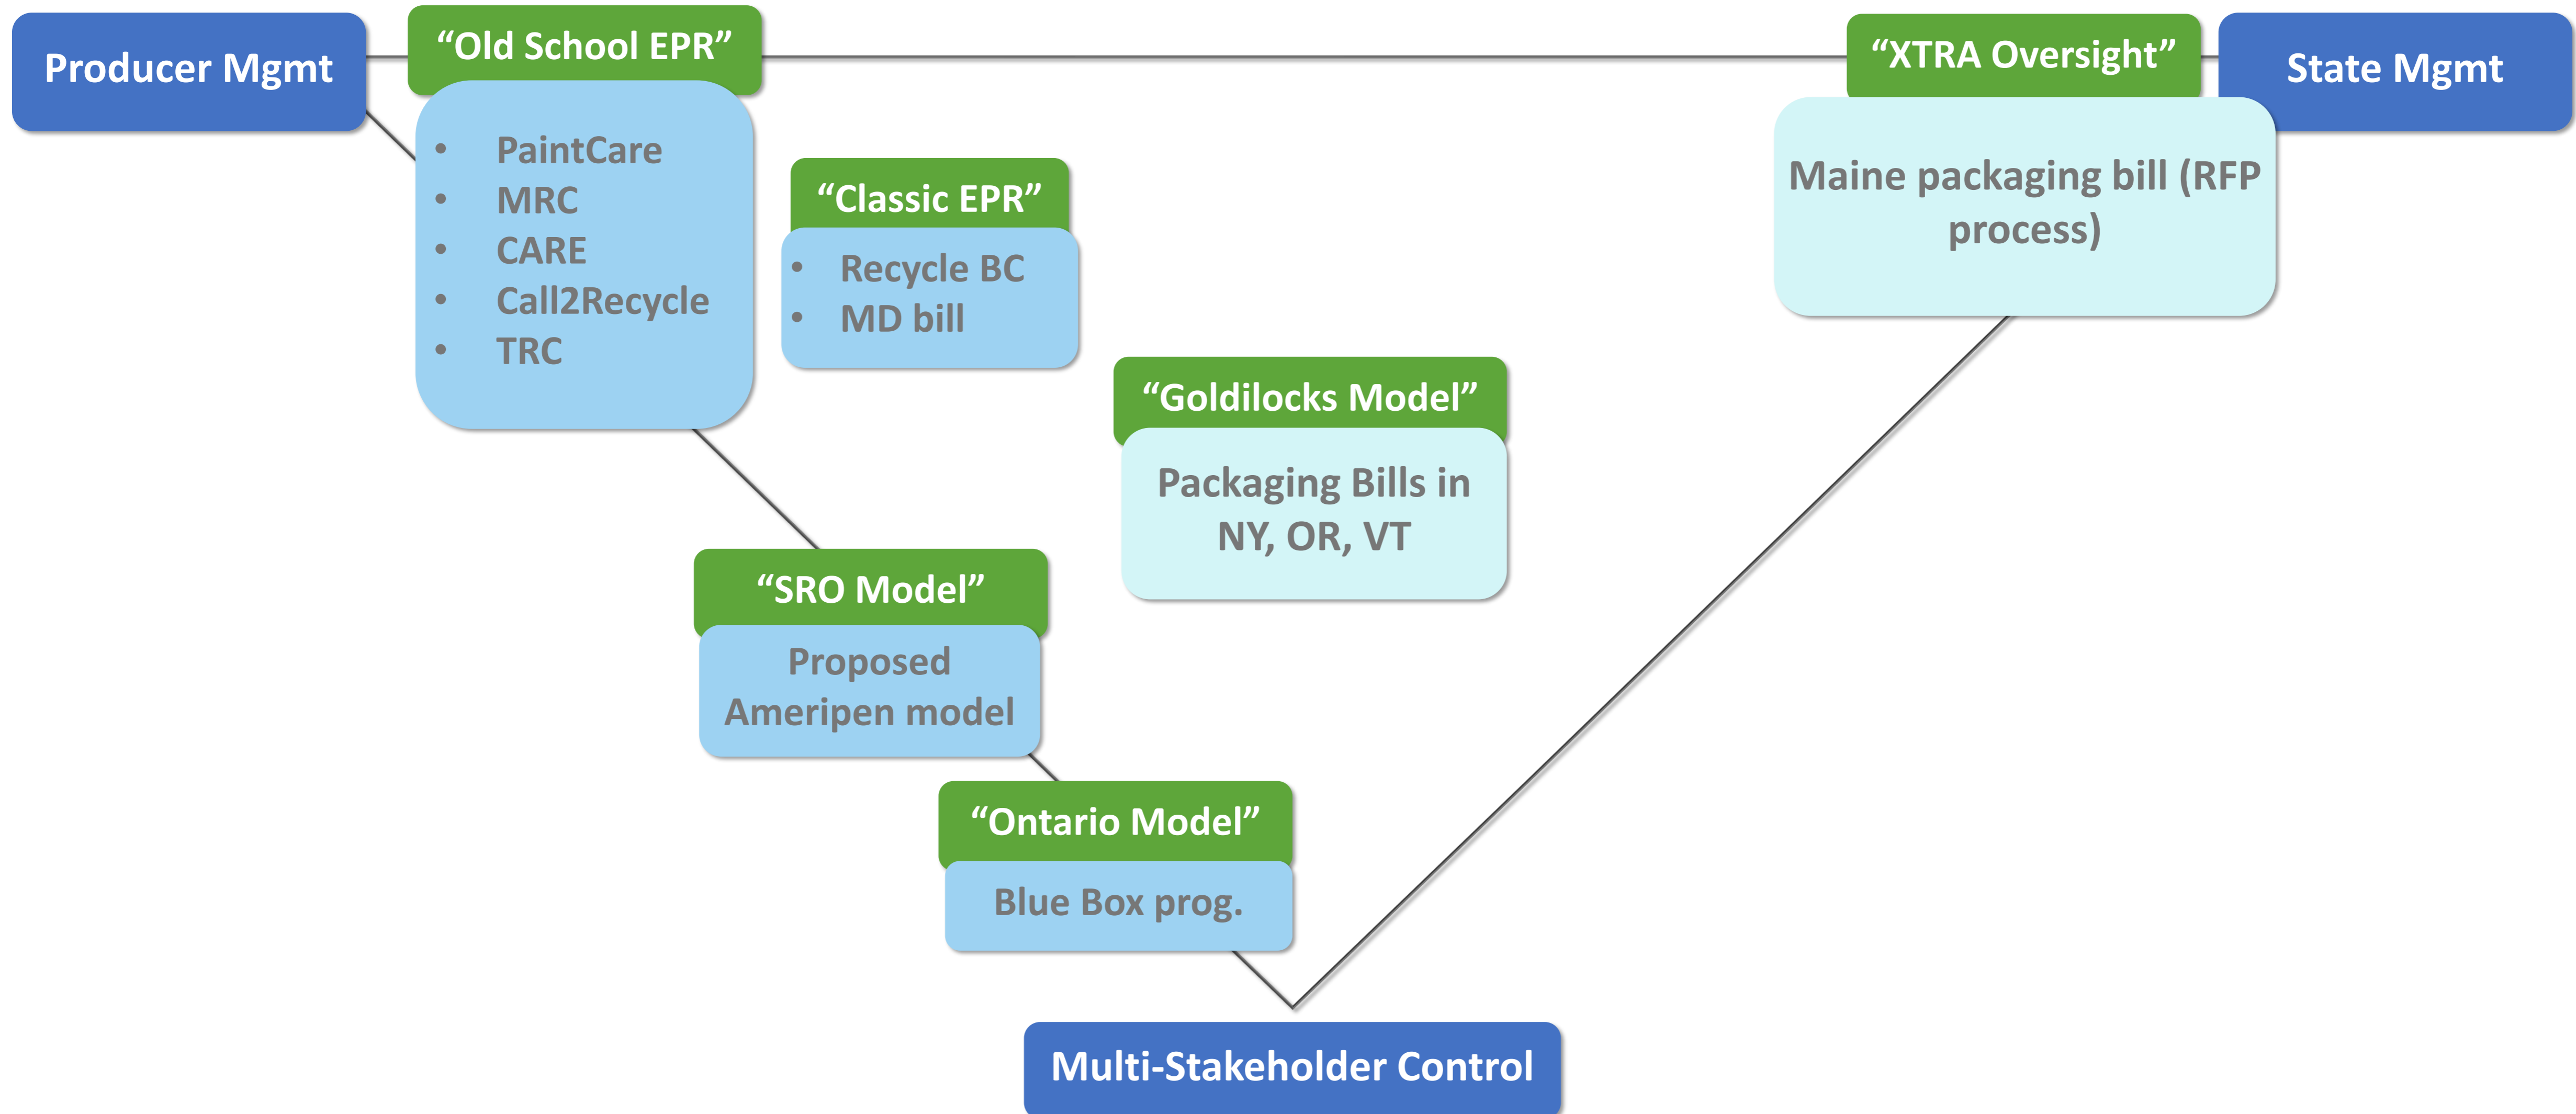 Producer Mgmt
“Old School EPR”
“XTRA Oversight”
State Mgmt
• PaintCare
• MRC
• CARE
• Call2Recycle
• TRC
“Classic EPR”
• Recycle BC
• MD bill
Maine packaging bill (RFP
process)
“Goldilocks Model”
Packaging Bills in
NY, OR, VT
“SRO Model”
Proposed
Ameripen model
“Ontario Model”
Blue Box prog.
Multi-Stakeholder Control